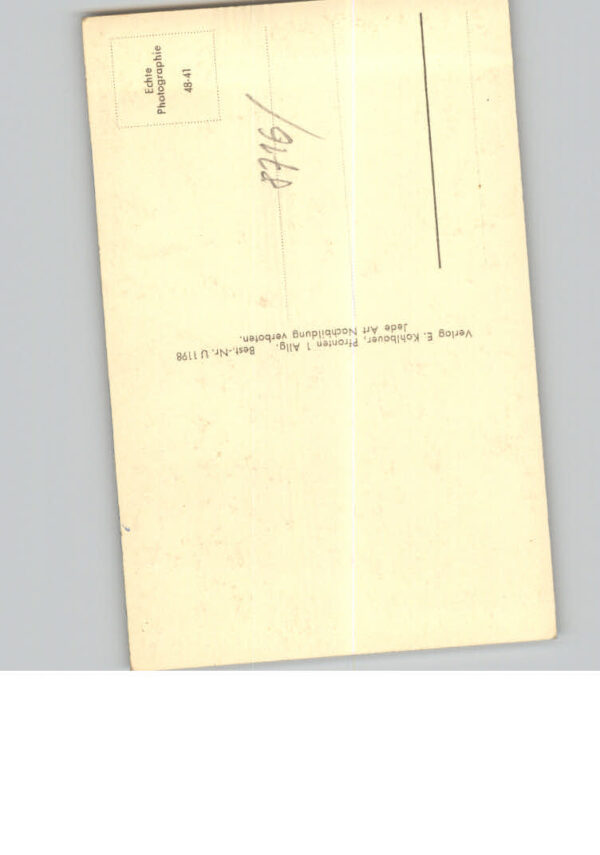 Echte
Photographie
48-41
Verlag E. Kohlbauer, Pfronten i Allg.
Jede Art Nachbildung verboten.
Best.-Nr. U 1198